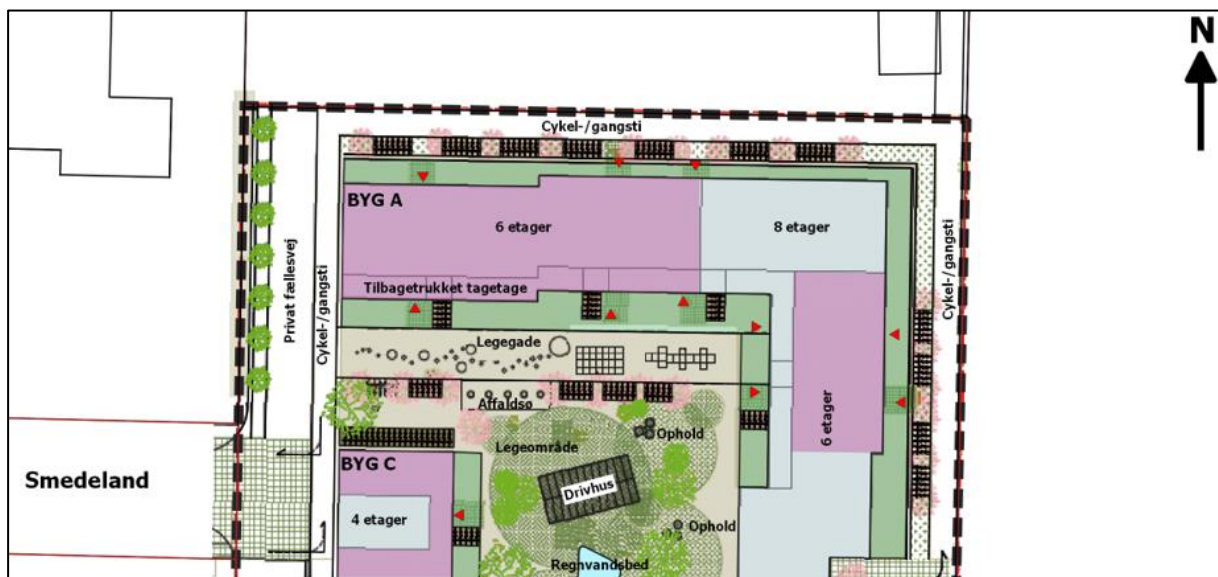 N
Cykel-/gangsti
BYG A
6 etager
8 etager
Privat fællesvej
Cykel-/gangsti
Cykel-/gangsti
Tilbagetrukket tagetage
Legegade
6 etager
Affaldsø
Ophold
Legeområde
BYG C
Smedeland
Drivhus
4 etager
Ophold
Regnvandsbed